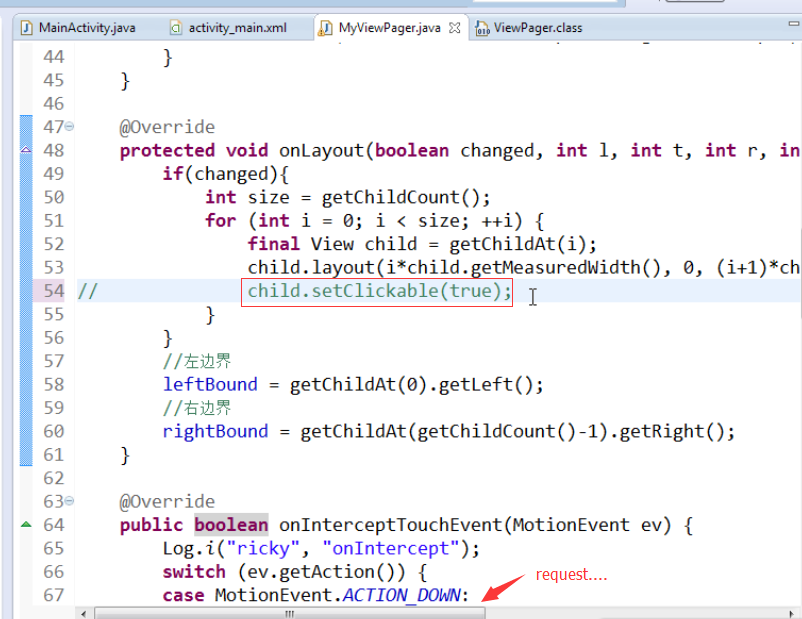 MainActivity.java activity_main.xml MyViewPager.java ViewPager.class
44 }
45 }
46
47 @Override
48 protected void onLayout(boolean changed, int l, int t, int r, in
49 if(changed){
50 int size = getChildCount();
51 for (int i = 0; i < size; ++i) {
52 final View child = getChildAt(i);
53 child.layout(i*child.getMeasuredWidth(), 0, (i+1)*ch
54 // child.setClickable(true);
55 }
56 }
57 //左边界
58 leftBound = getChildAt(0).getLeft();
59 //右边界
60 rightBound = getChildAt(getChildCount()-1).getRight();
61 }
62
63 @Override
64 public boolean onInterceptTouchEvent(MotionEvent ev) {
65 Log.i("ricky", "onIntercept");
66 switch (ev.getAction()) {
request....
67 case MotionEvent.ACTION_DOWN: